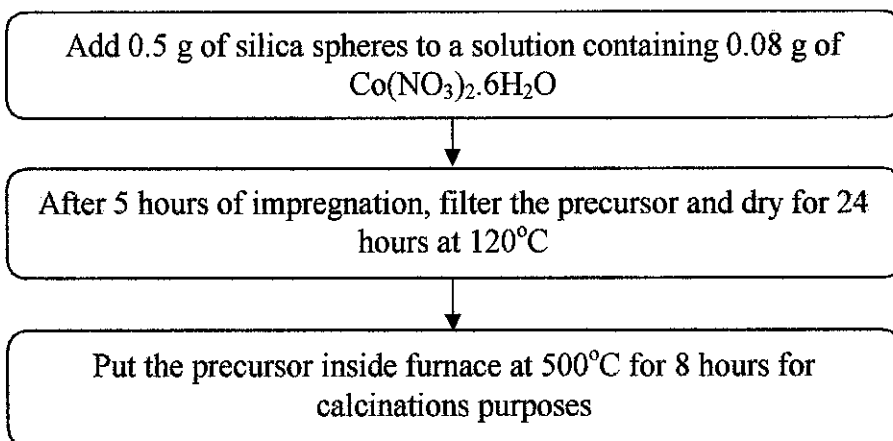 Add 0.5 g of silica spheres to a solution containing 0.08 g of
Co(NO₃)₂.6H₂O
After 5 hours of impregnation, filter the precursor and dry for 24
hours at 120°C
Put the precursor inside furnace at 500°C for 8 hours for
calcinations purposes